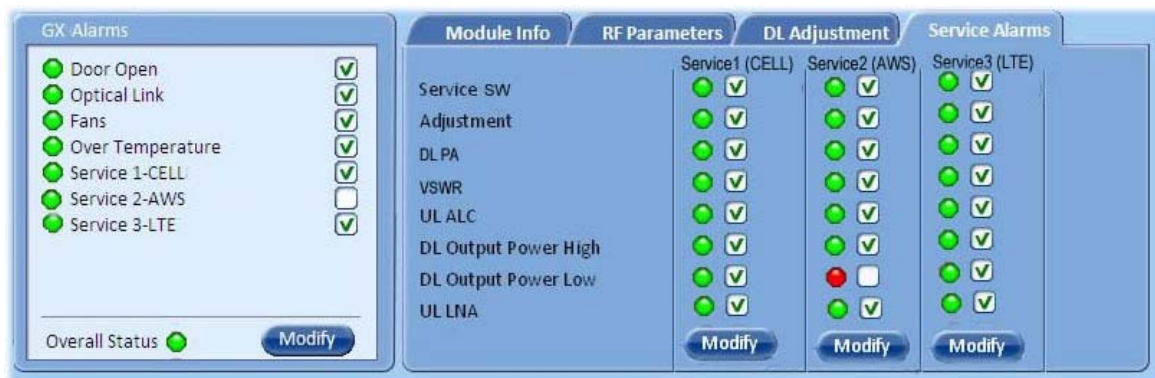 GX Alarms
Door Open
Optical Link
Fans
Over Temperature
Service 1-CELL
Service 2-AWS
Service 3-LTE
Overall Status
Modify
Module Info
RF Parameters
DL Adjustment
Service Alarms
Service1 (CELL) Service2 (AWS) Service3 (LTE)
Service SW
Adjustment
DL PA
VSWR
UL ALC
DL Output Power High
DL Output Power Low
UL LNA
Modify Modify Modify